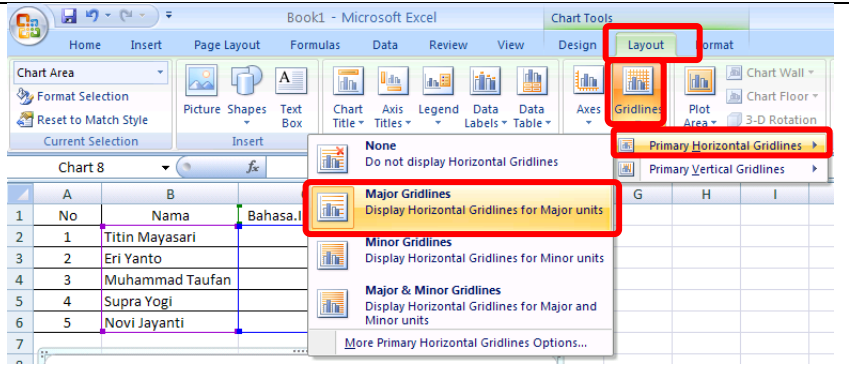 Book1 - Microsoft Excel
Chart Tools
Home Insert Page Layout Formulas Data Review View Design Layout Format
Chart Area
Format Selection
Reset to Match Style
Current Selection
Picture Shapes Text Box
Insert
Chart Title Axis Titles Legend Data Labels Data Table
Axes Gridlines
Plot Area
Chart Wall
Chart Floor
3-D Rotation
Primary Horizontal Gridlines
Primary Vertical Gridlines
None
Do not display Horizontal Gridlines
Major Gridlines
Display Horizontal Gridlines for Major units
Minor Gridlines
Display Horizontal Gridlines for Minor units
Major & Minor Gridlines
Display Horizontal Gridlines for Major and
Minor units
More Primary Horizontal Gridlines Options...
Chart 8 fx
A B G H I
1 No Nama Bahasa.I
2 1 Titin Mayasari
3 2 Eri Yanto
4 3 Muhammad Taufan
5 4 Supra Yogi
6 5 Novi Jayanti
7